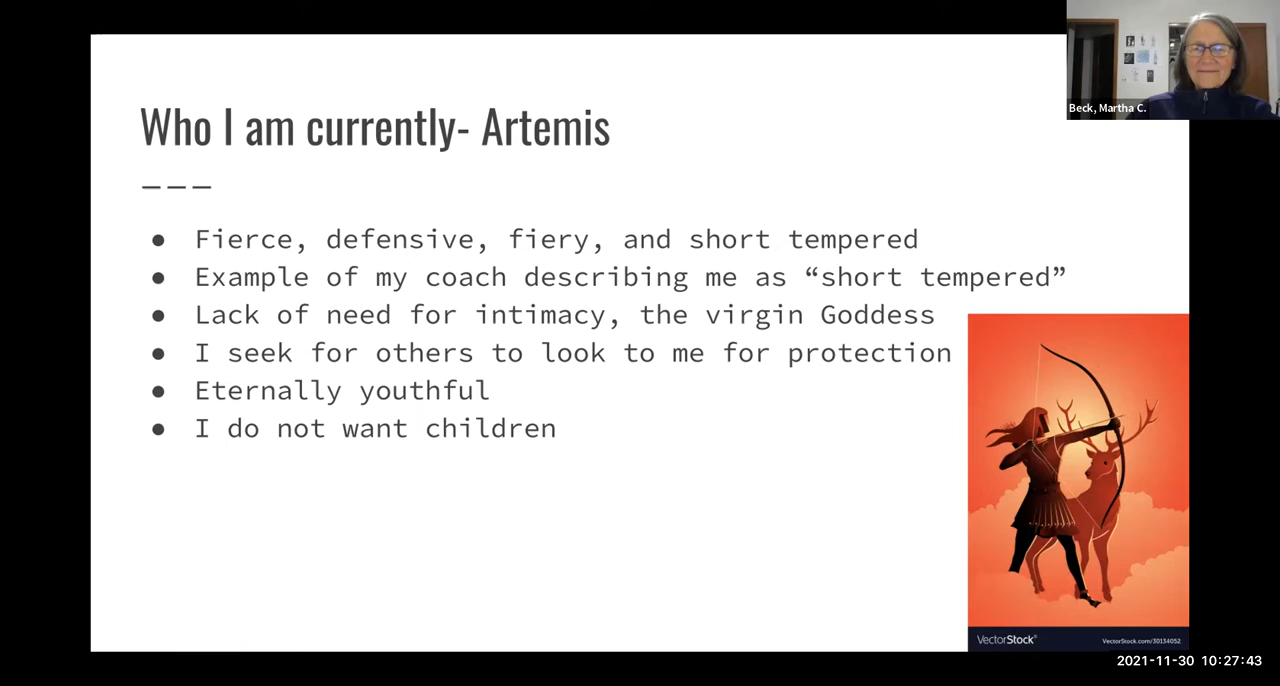 Beck, Martha C.
Who I am currently- Artemis
● Fierce, defensive, fiery, and short tempered
● Example of my coach describing me as “short tempered”
● Lack of need for intimacy, the virgin Goddess
● I seek for others to look to me for protection
● Eternally youthful
● I do not want children
VectorStock®
VectorStock.com/30134052
2021-11-30 10:27:43